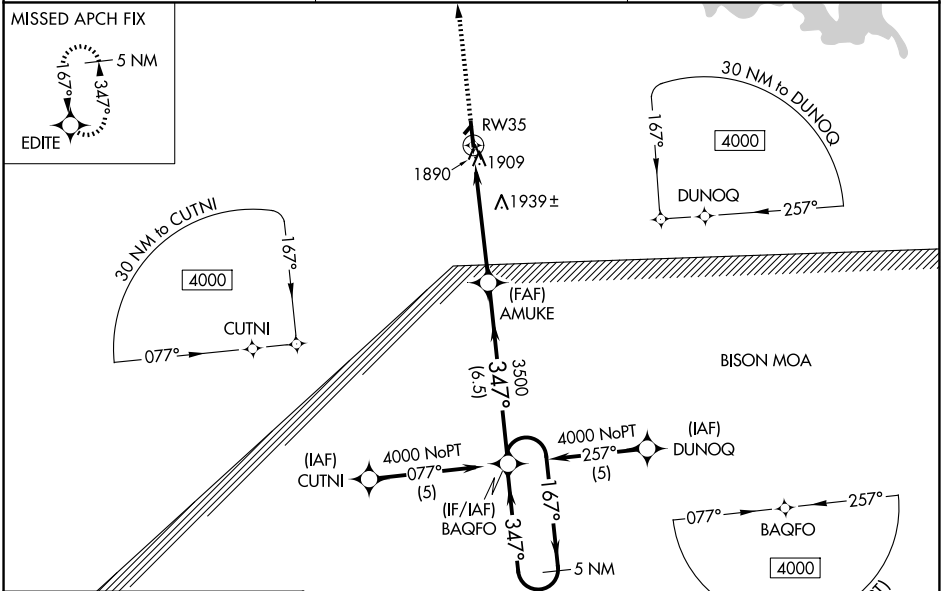 MISSED APCH FIX
5 NM
167°
347°
EDITE
RW35
1890
1909
1939±
30 NM to DUNOQ
167°
4000
DUNOQ
257°
30 NM to CUTNI
167°
4000
CUTNI
077°
(FAF)
AMUKE
BISON MOA
3500
347°
(6.5)
(IAF)
CUTNI
4000 NoPT
077°
(5)
4000 NoPT
257°
(5)
(IAF)
DUNOQ
(IF/IAF)
BAQFO
347°
167°
5 NM
077°
257°
BAQFO
4000